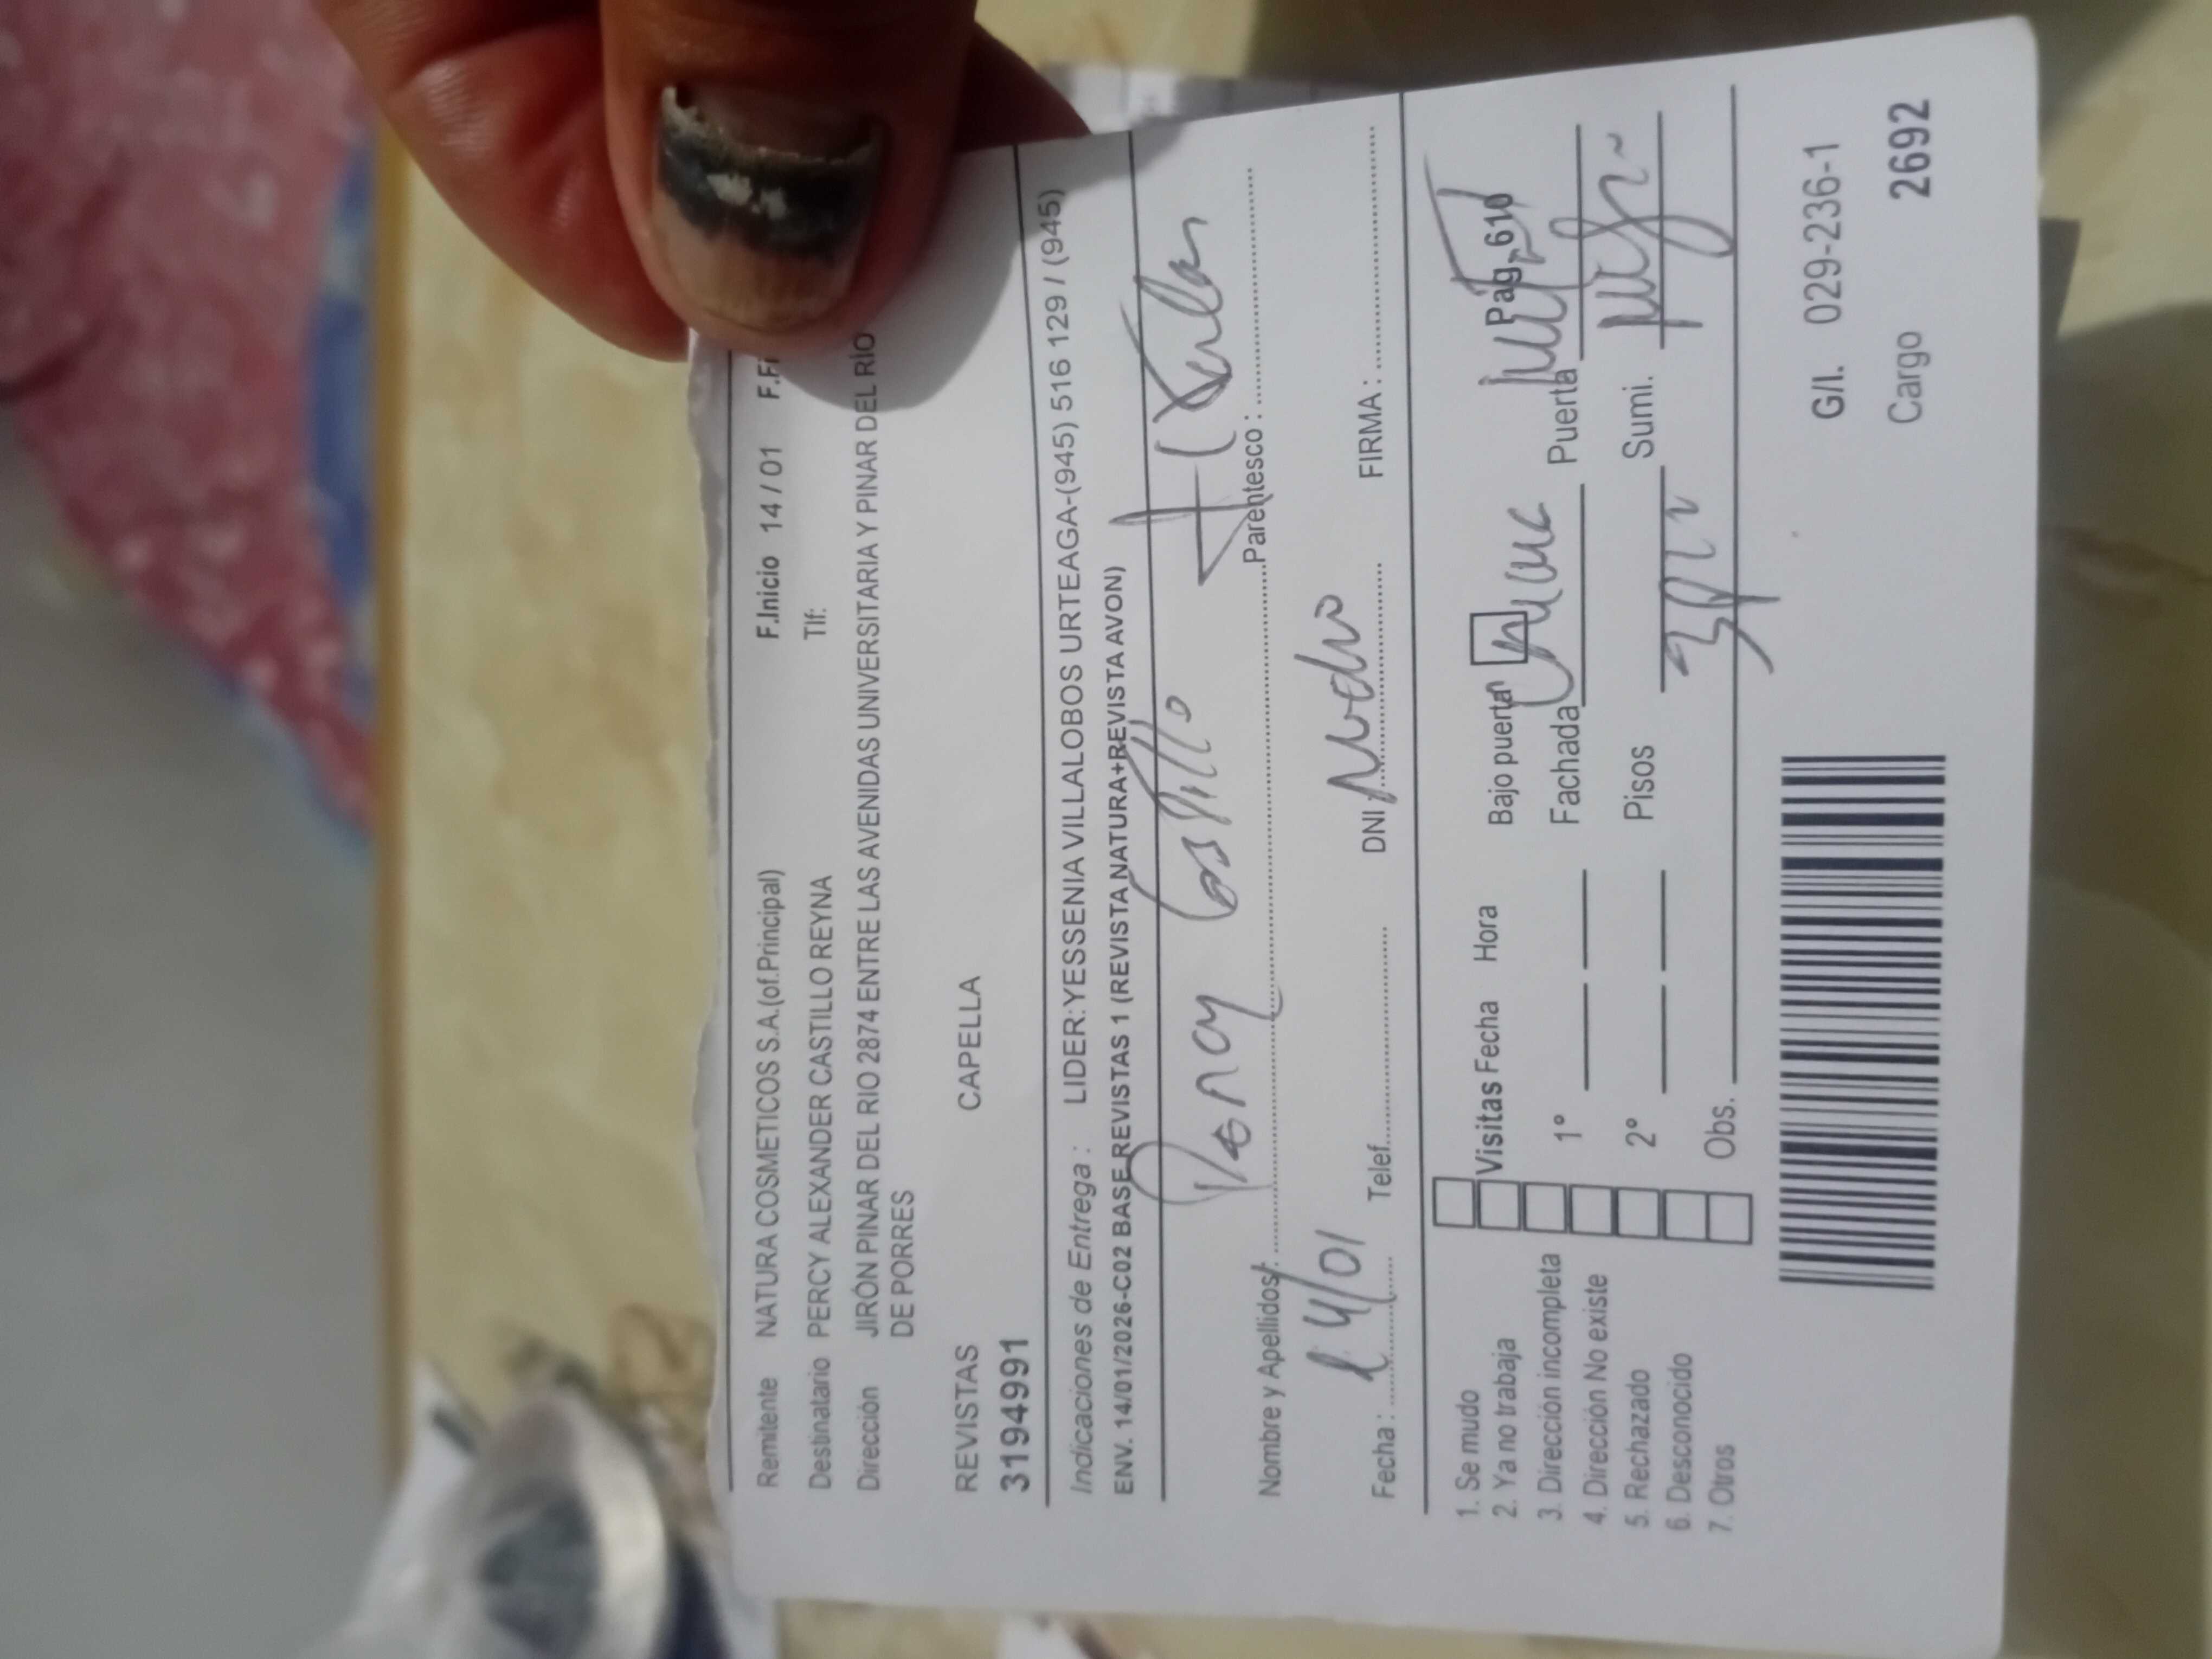 Remitente NATURA COSMETICOS S.A.(of.Principal) F.Inicio 14 / 01
Destinatario PERCY ALEXANDER CASTILLO REYNA Tlf:
Dirección JIRÓN PINAR DEL RIO 2874 ENTRE LAS AVENIDAS UNIVERSITARIA Y PINAR DEL RÍO
DE PORRES
REVISTAS CAPELLA
3194991
Indicaciones de Entrega : LIDER:YESSENIA VILLALOBOS URTEAGA-(945) 516 129 / (945)
ENV. 14/01/2026-C02 BASE REVISTAS 1 (REVISTA NATURA+REVISTA AVON)
Castillo
Nombre y Apellidos: Parentesco :
14/01
Fecha : Telef. DNI FIRMA :
1. Se mudo
2. Ya no trabaja
3. Dirección incompleta
4. Dirección No existe
5. Rechazado
6. Desconocido
7. Otros
Visitas Fecha Hora
1°
2°
Obs.
Bajo puerta Pág. 610
Fachada Puerta
Pisos Sumi.
G/I. 029-236-1
Cargo 2692